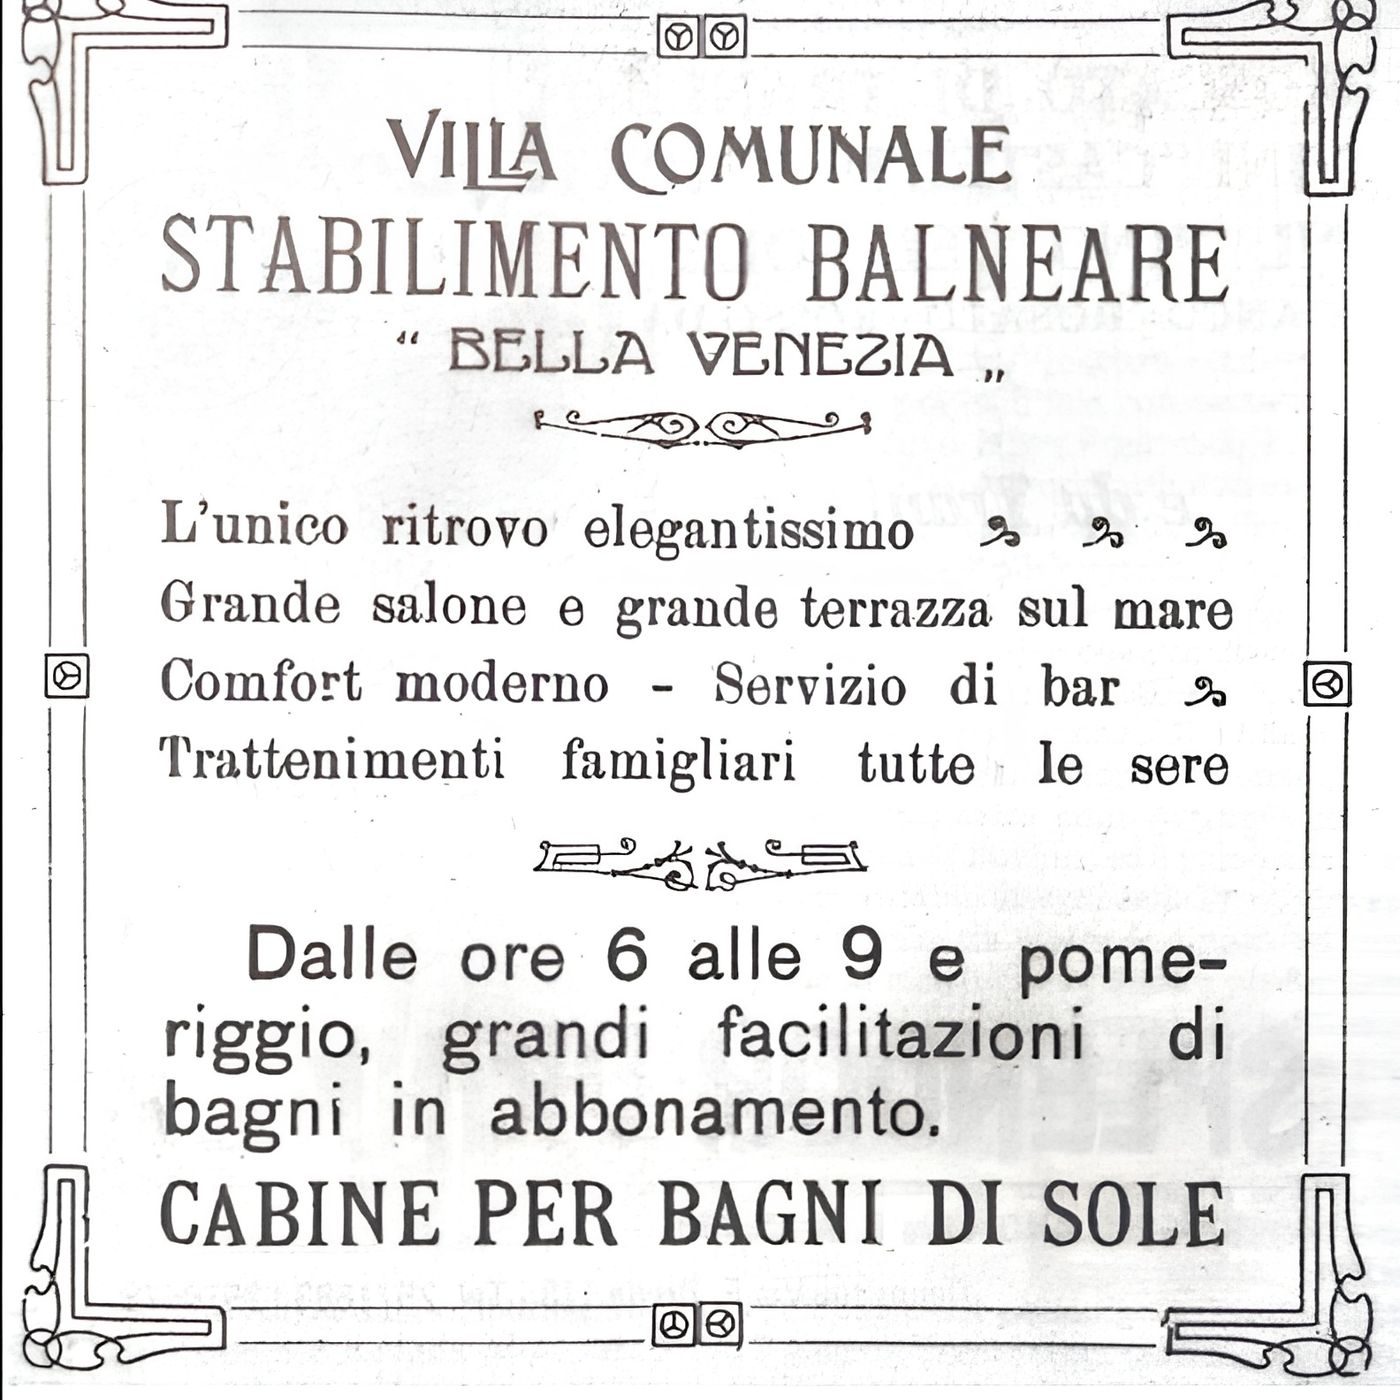 VILLA COMUNALE
STABILIMENTO BALNEARE
“ BELLA VENEZIA „
L'unico ritrovo elegantissimo
Grande salone e grande terrazza sul mare
Comfort moderno - Servizio di bar
Trattenimenti famigliari tutte le sere
Dalle ore 6 alle 9 e pome-
riggio, grandi facilitazioni di
bagni in abbonamento.
CABINE PER BAGNI DI SOLE